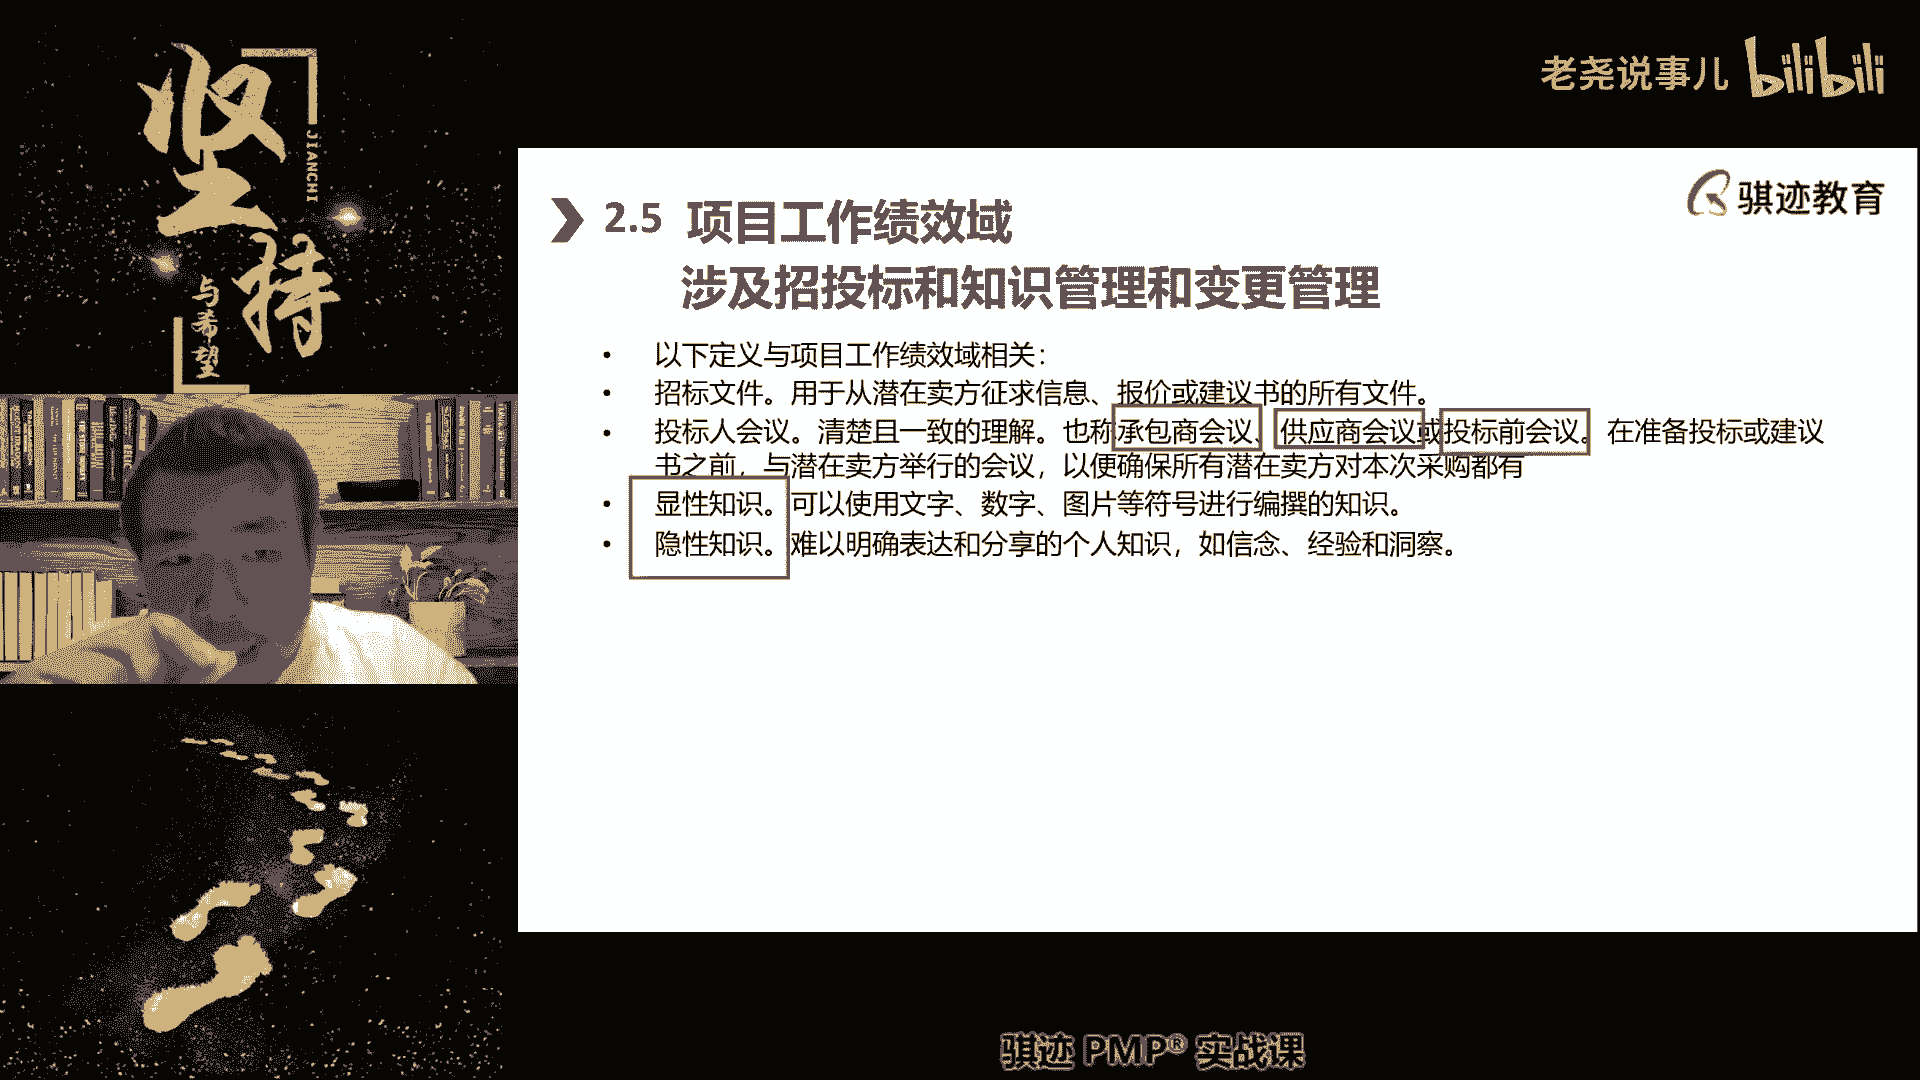 坚持
JIANCHI
与希望
老尧说事儿 bilibili
骐迹教育
2.5 项目工作绩效域
涉及招投标和知识管理和变更管理
• 以下定义与项目工作绩效域相关：
• 招标文件。用于从潜在卖方征求信息、报价或建议书的所有文件。
• 投标人会议。清楚且一致的理解。也称承包商会议、供应商会议或投标前会议。在准备投标或建议
书之前，与潜在卖方举行的会议，以便确保所有潜在卖方对本次采购都有
• 显性知识。可以使用文字、数字、图片等符号进行编撰的知识。
• 隐性知识。难以明确表达和分享的个人知识，如信念、经验和洞察。
骐迹 PMP® 实战课